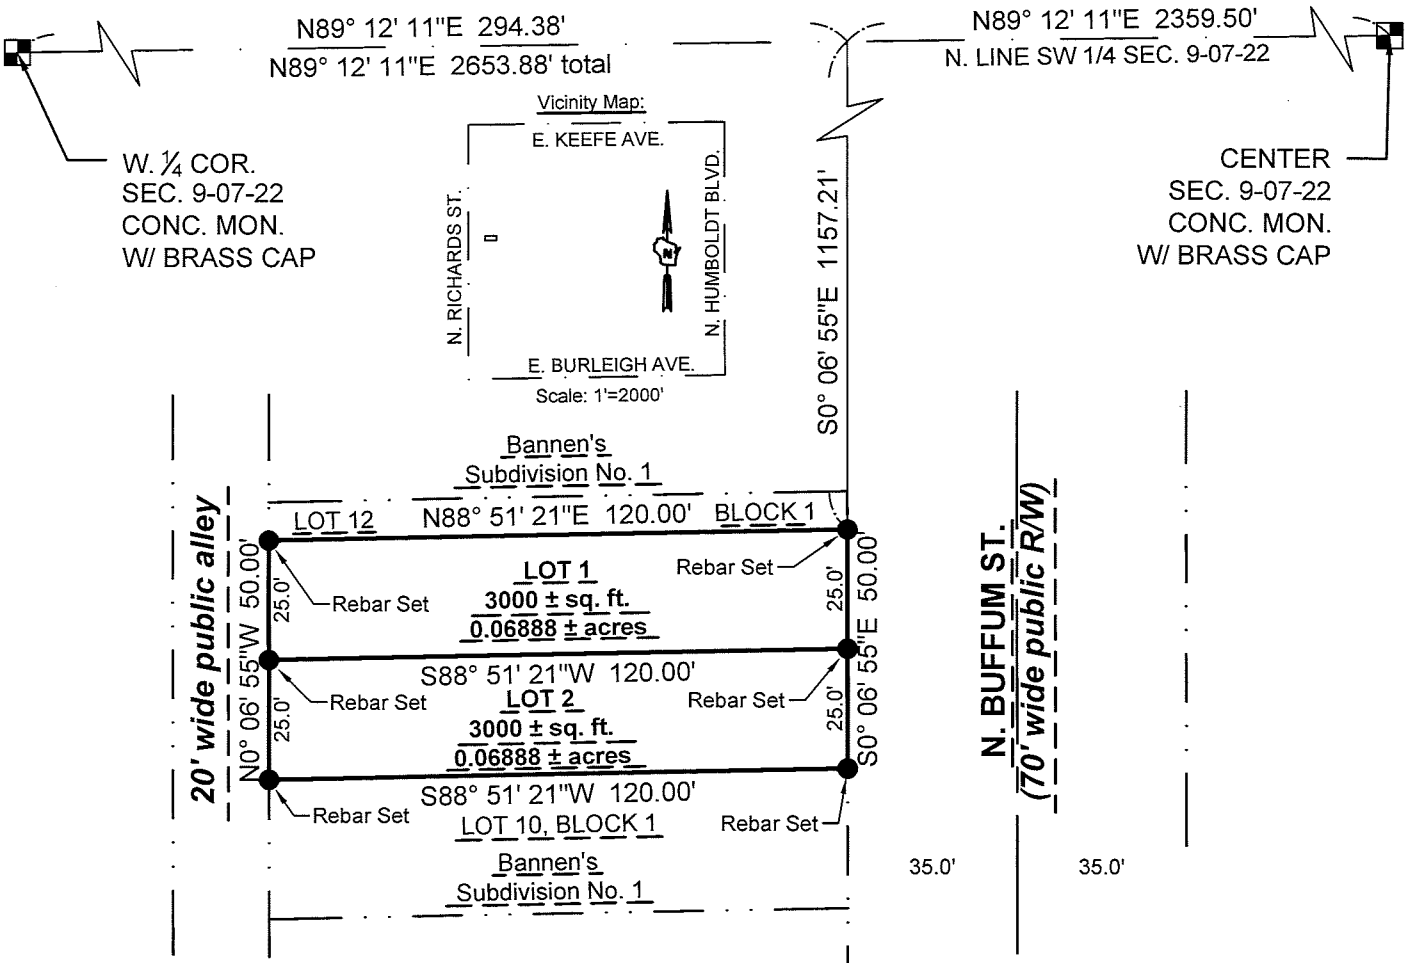 N89° 12' 11"E 294.38'
N89° 12' 11"E 2653.88' total
N89° 12' 11"E 2359.50'
N. LINE SW 1/4 SEC. 9-07-22
W. 1/4 COR.
SEC. 9-07-22
CONC. MON.
W/ BRASS CAP
Vicinity Map:
E. KEEFE AVE.
N. RICHARDS ST.
N
N. HUMBOLDT BLVD.
E. BURLEIGH AVE.
Scale: 1'=2000'
S0° 06' 55"E 1157.21'
CENTER
SEC. 9-07-22
CONC. MON.
W/ BRASS CAP
Bannen's
Subdivision No. 1
LOT 12
N88° 51' 21"E 120.00'
BLOCK 1
20' wide public alley
N0° 06' 55"W 50.00'
25.0'
25.0'
Rebar Set
Rebar Set
LOT 1
3000 ± sq. ft.
0.06888 ± acres
S88° 51' 21"W 120.00'
Rebar Set
Rebar Set
LOT 2
3000 ± sq. ft.
0.06888 ± acres
S88° 51' 21"W 120.00'
Rebar Set
Rebar Set
25.0'
25.0'
S0° 06' 55"E 50.00'
N. BUFFUM ST.
(70' wide public R/W)
LOT 10, BLOCK 1
Bannen's
Subdivision No. 1
35.0'
35.0'